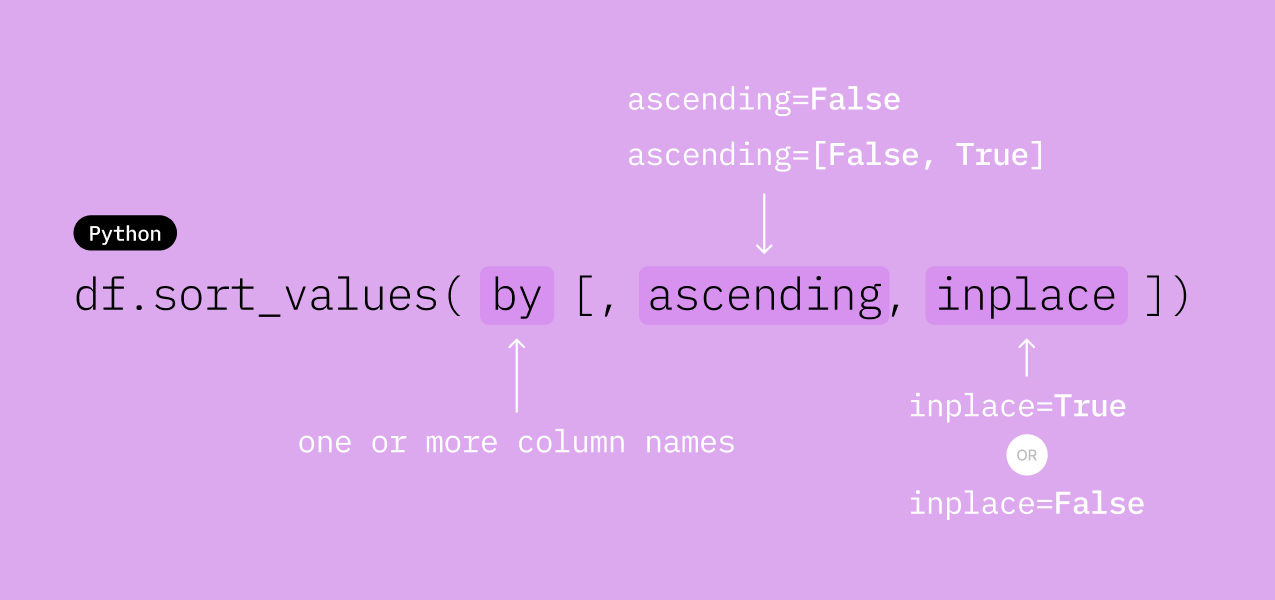 ascending=False
ascending=[False, True]
Python
df.sort_values( by [, ascending, inplace ])
one or more column names
inplace=True
OR
inplace=False